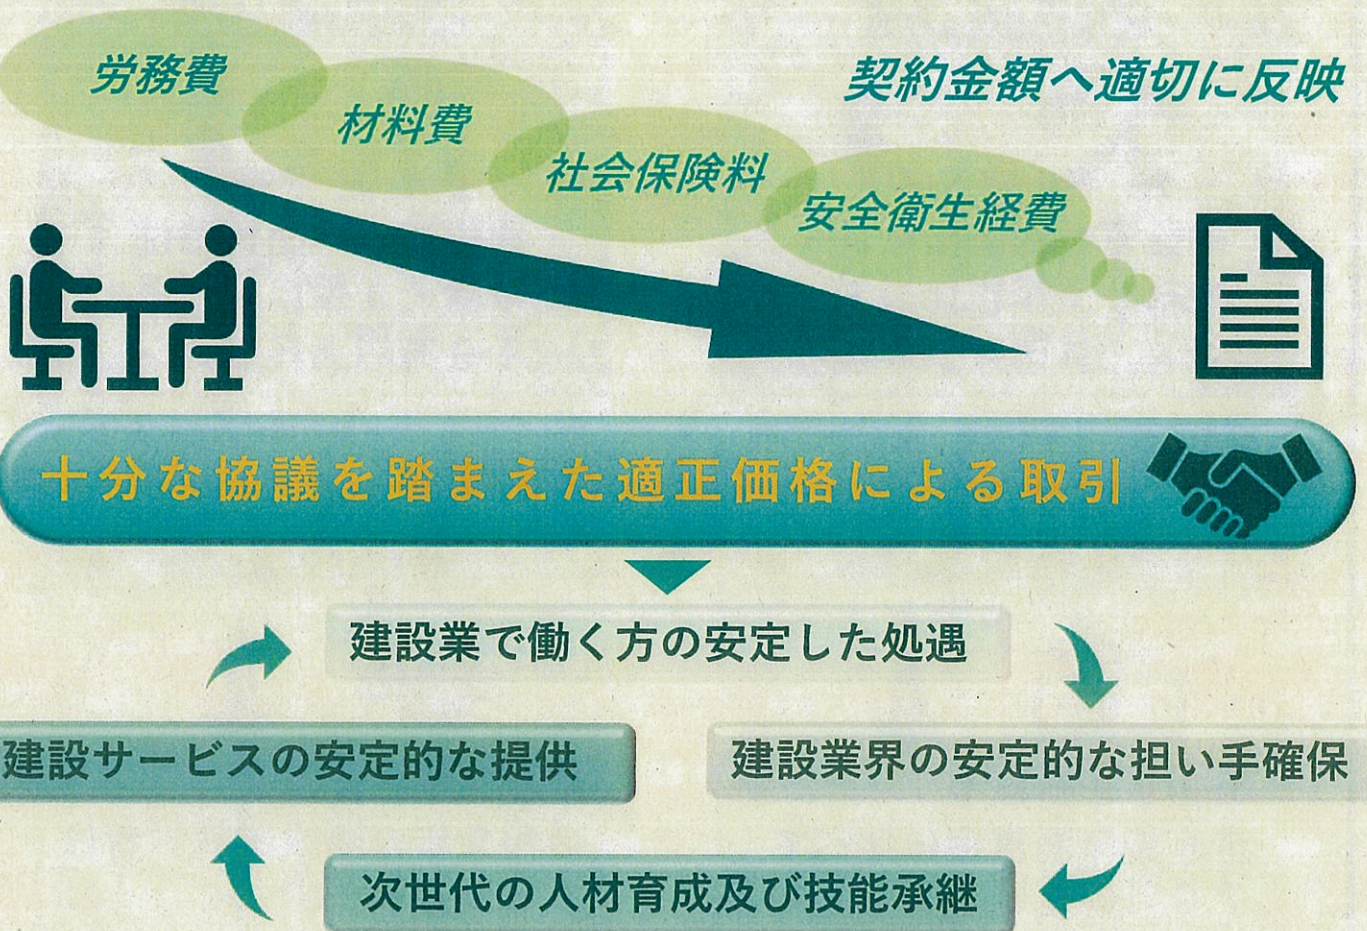 労務費
材料費
社会保険料
安全衛生経費
契約金額へ適切に反映
十分な協議を踏まえた適正価格による取引
建設業で働く方の安定した処遇
建設サービスの安定的な提供
建設業界の安定的な担い手確保
次世代の人材育成及び技能承継